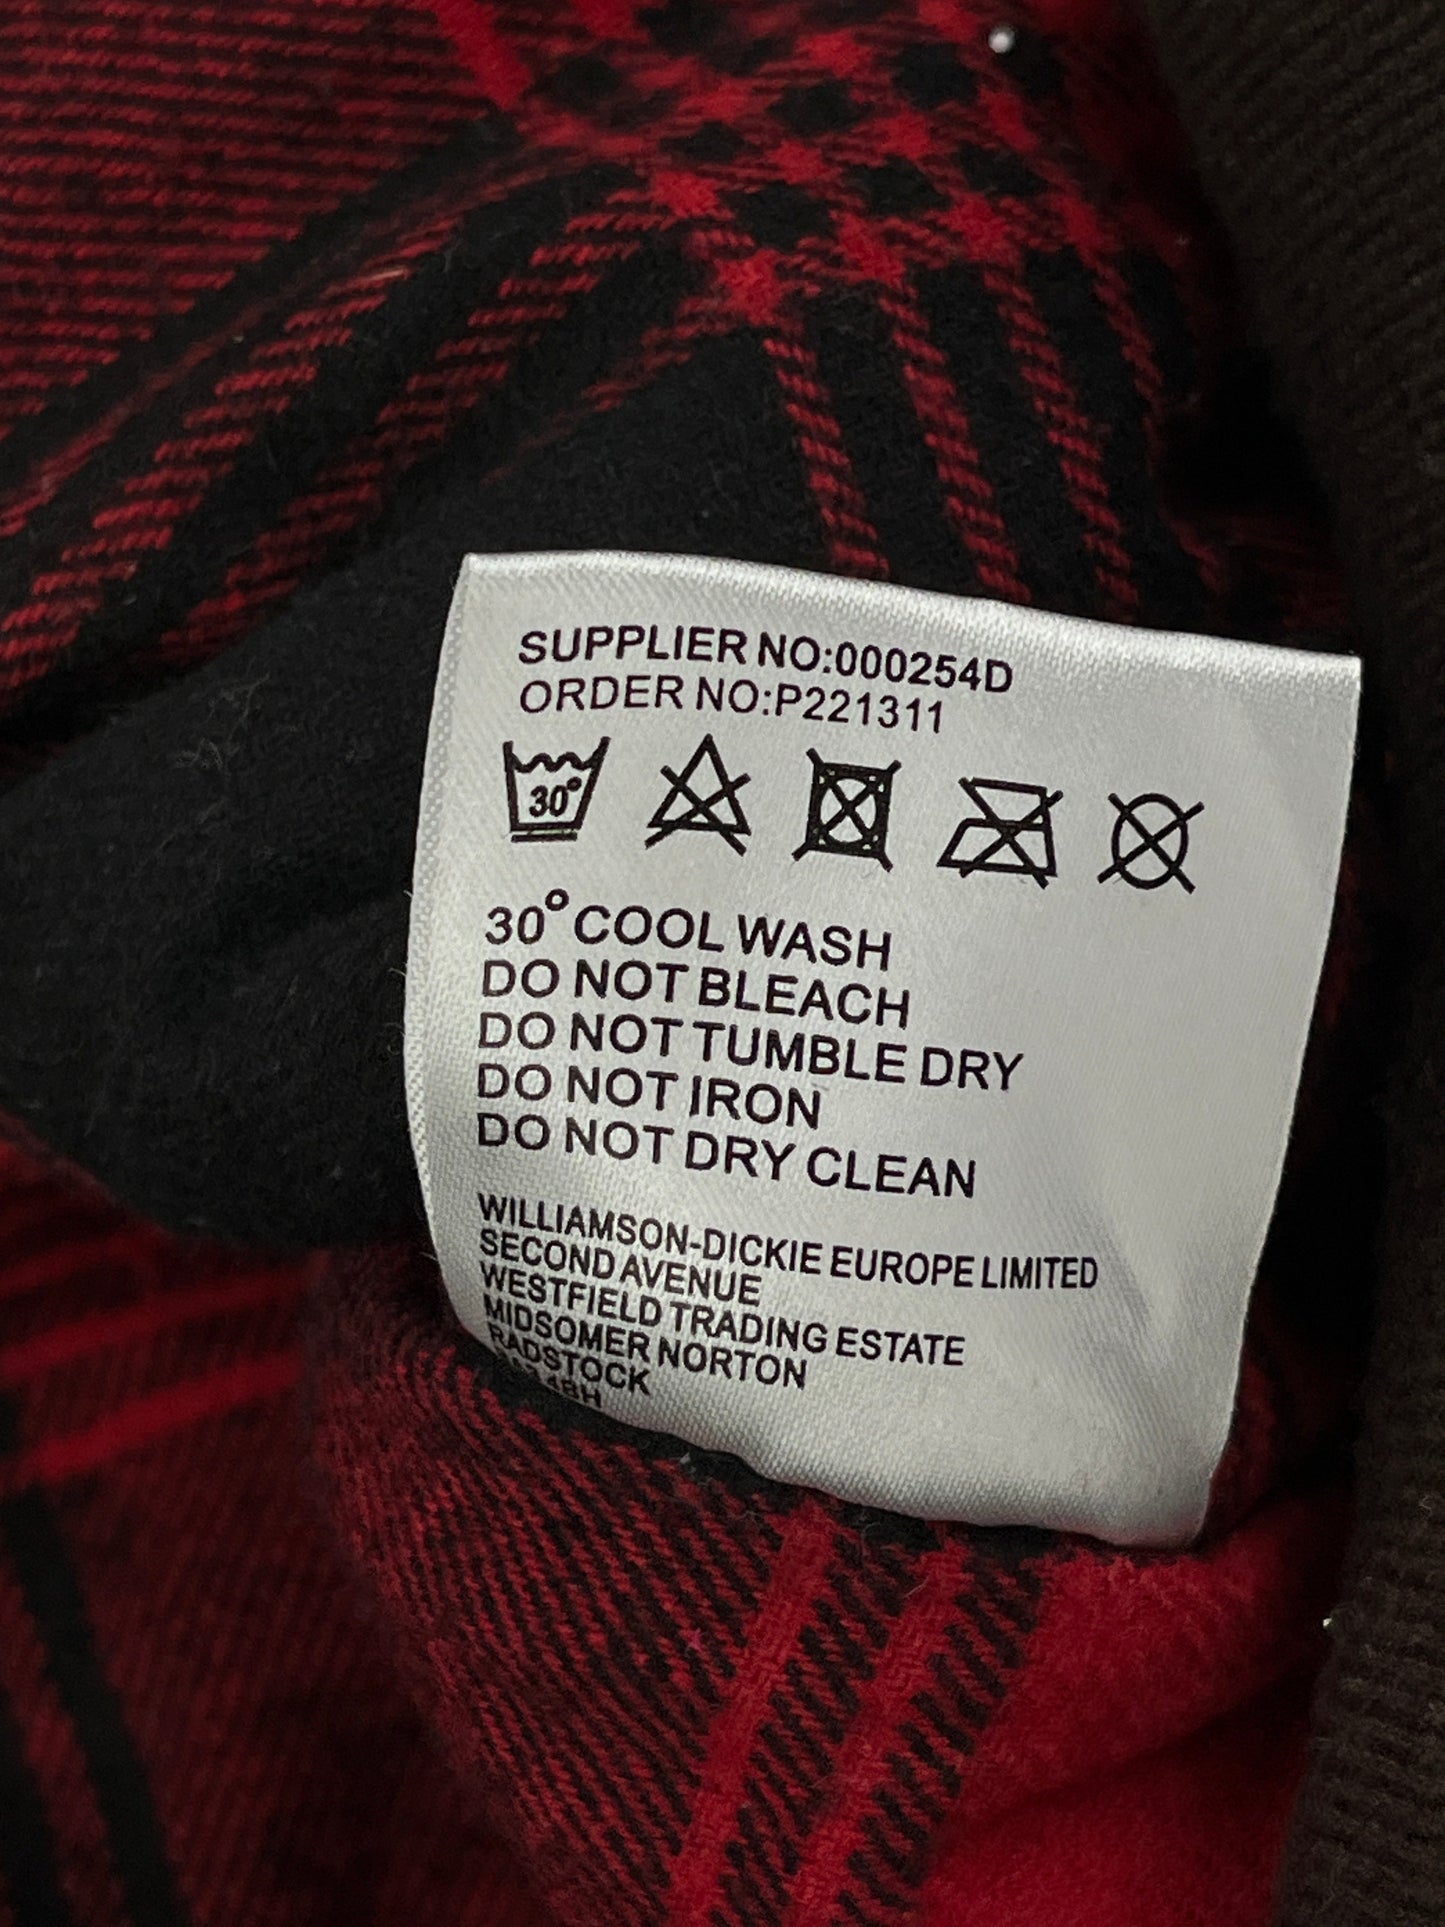 SUPPLIER NO:000254D
ORDER NO:P221311
30°
30°COOL WASH
DO NOT BLEACH
DO NOT TUMBLE DRY
DO NOT IRON
DO NOT DRY CLEAN
WILLIAMSON-DICKIE EUROPE LIMITED
SECOND AVENUE
WESTFIELD TRADING ESTATE
MIDSOMER NORTON
RADSTOCK
4BH